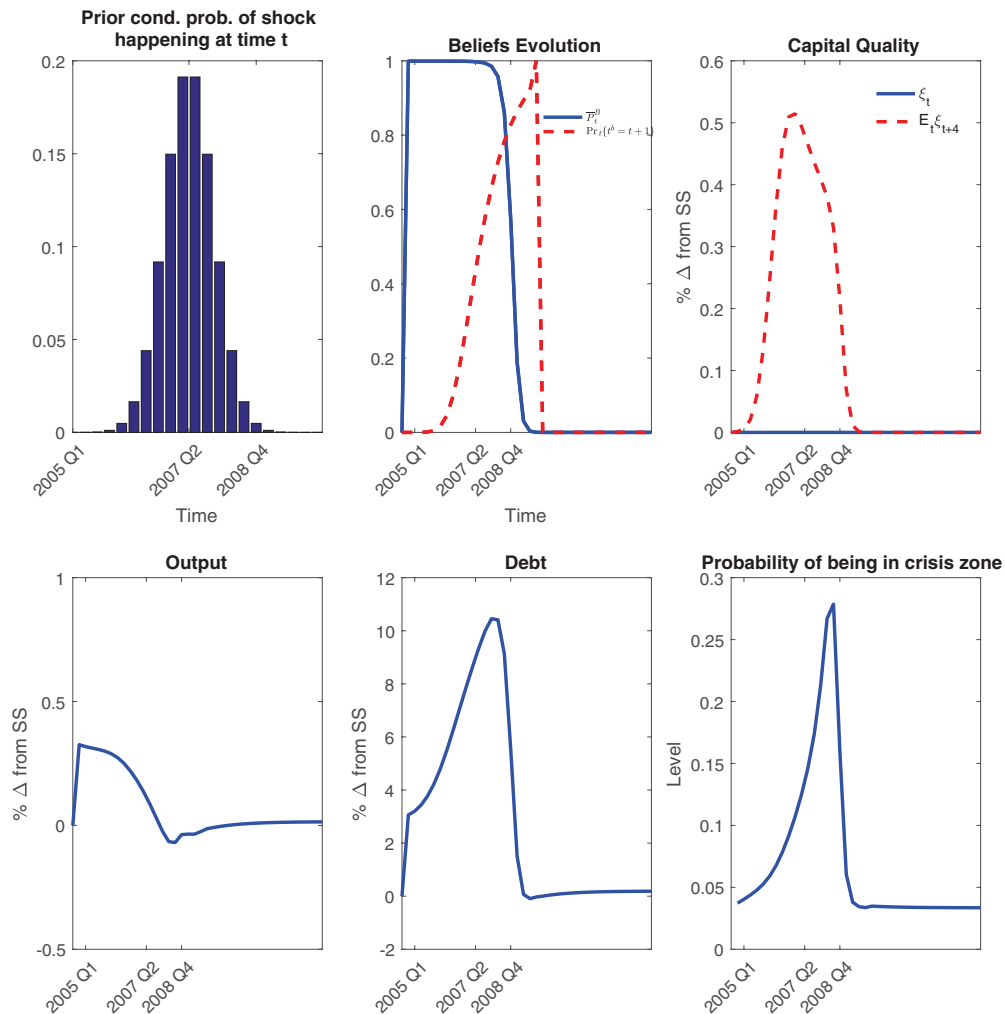 Prior cond. prob. of shock
happening at time t
0.2
0.15
0.1
0.05
0
2005 Q1
2007 Q2
2008 Q4
Time
Beliefs Evolution
1
0.8
0.6
0.4
0.2
0
P̅ₜᴮ
Prₜ{tᵇ = t + 1}
2005 Q1
2007 Q2
2008 Q4
Time
Capital Quality
0.6
0.5
0.4
0.3
0.2
0.1
0
% Δ from SS
ξₜ
Eₜξₜ₊₄
2005 Q1
2007 Q2
2008 Q4
Output
1
0.5
0
-0.5
% Δ from SS
2005 Q1
2007 Q2
2008 Q4
Debt
12
10
8
6
4
2
0
-2
% Δ from SS
2005 Q1
2007 Q2
2008 Q4
Probability of being in crisis zone
0.3
0.25
0.2
0.15
0.1
0.05
0
Level
2005 Q1
2007 Q2
2008 Q4